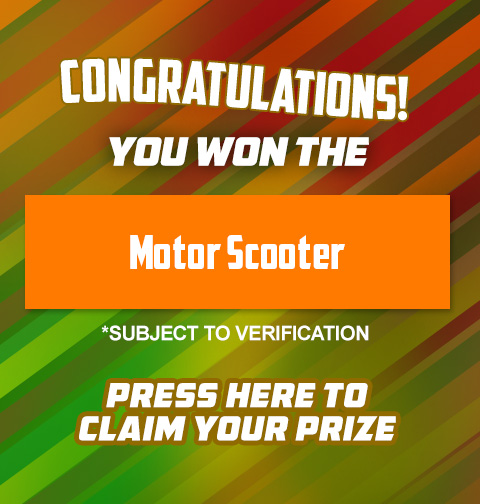 CONGRATULATIONS!
YOU WON THE
Motor Scooter
*SUBJECT TO VERIFICATION
PRESS HERE TO
CLAIM YOUR PRIZE